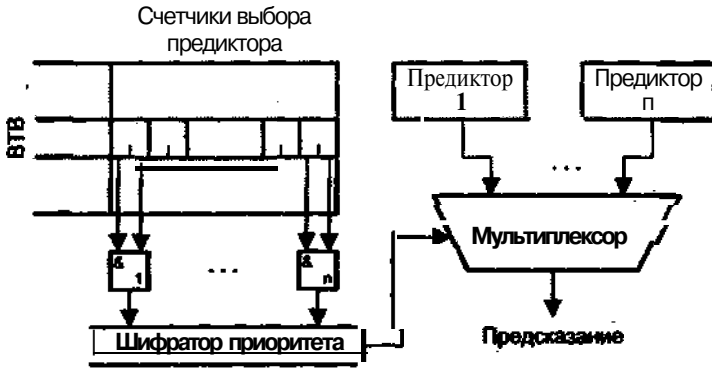 Счетчики выбора
предиктора
Предиктор
1
Предиктор
п
ВТВ
...
Мультиплексор
&
1
...
&
n
Шифратор приоритета
Предсказание